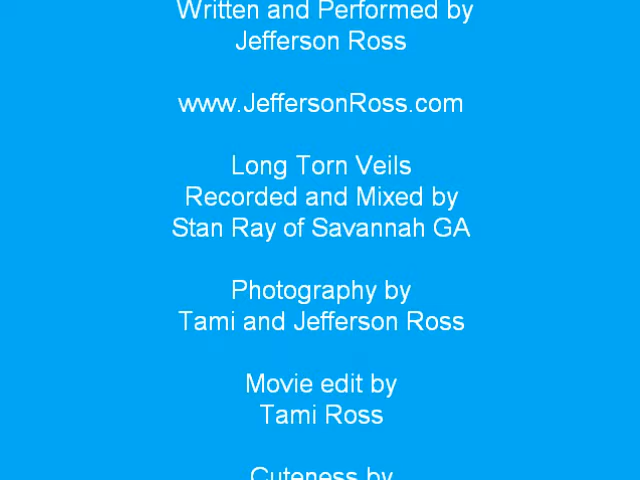 Written and Performed by
Jefferson Ross
www.JeffersonRoss.com
Long Torn Veils
Recorded and Mixed by
Stan Ray of Savannah GA
Photography by
Tami and Jefferson Ross
Movie edit by
Tami Ross
Cuteness by